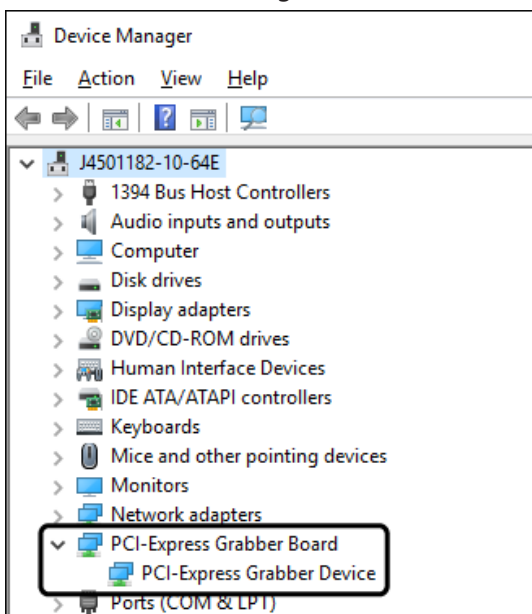 Device Manager
File Action View Help
J4501182-10-64E
1394 Bus Host Controllers
Audio inputs and outputs
Computer
Disk drives
Display adapters
DVD/CD-ROM drives
Human Interface Devices
IDE ATA/ATAPI controllers
Keyboards
Mice and other pointing devices
Monitors
Network adapters
PCI-Express Grabber Board
PCI-Express Grabber Device
Ports (COM & LPT)